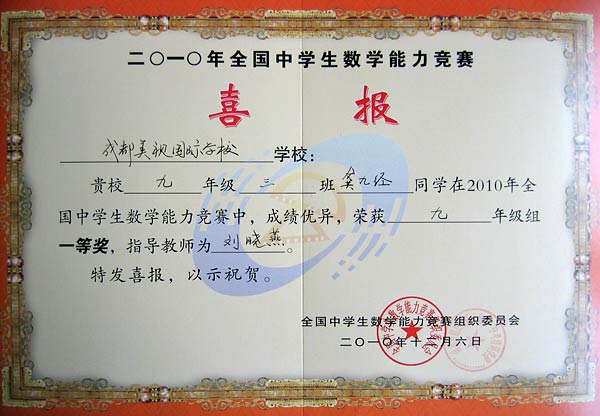 二〇一〇年全国中学生数学能力竞赛
喜报
成都美视国际学校学校：
贵校九年级三班吴九经同学在2010年全
国中学生数学能力竞赛中，成绩优异，荣获九年级组
一等奖，指导教师为刘晓燕。
特发喜报，以示祝贺。
全国中学生数学能力竞赛组织委员会
二〇一〇年十二月六日